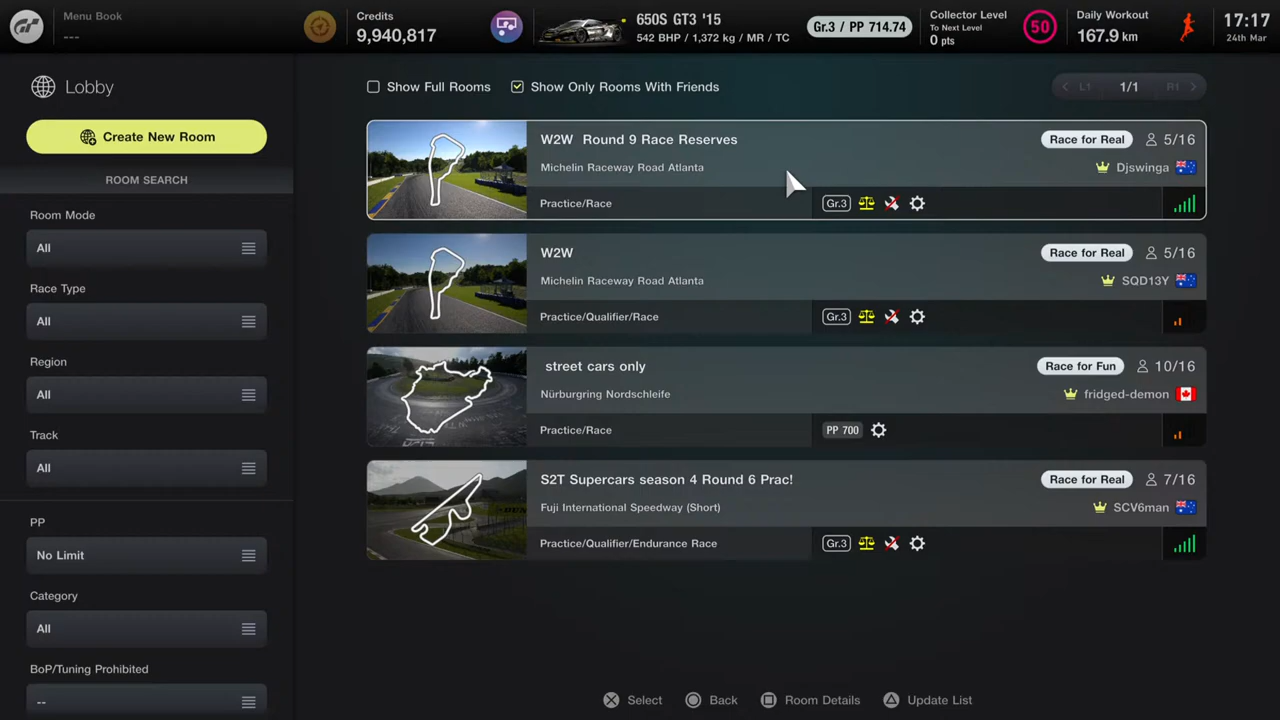 GT
Menu Book
---
Credits
9,940,817
650S GT3 '15
542 BHP / 1,372 kg / MR / TC
Gr.3 / PP 714.74
Collector Level
To Next Level
0 pts
50
Daily Workout
167.9 km
17:17
24th Mar
Lobby
Create New Room
ROOM SEARCH
Room Mode
All
Race Type
All
Region
All
Track
All
PP
No Limit
Category
All
BoP/Tuning Prohibited
--
Show Full Rooms
Show Only Rooms With Friends
L1
1/1
R1
W2W Round 9 Race Reserves
Race for Real
5/16
Michelin Raceway Road Atlanta
Djswinga
Practice/Race
Gr.3
W2W
Race for Real
5/16
Michelin Raceway Road Atlanta
SQD13Y
Practice/Qualifier/Race
Gr.3
street cars only
Race for Fun
10/16
Nürburgring Nordschleife
fridged-demon
Practice/Race
PP 700
S2T Supercars season 4 Round 6 Prac!
Race for Real
7/16
Fuji International Speedway (Short)
SCV6man
Practice/Qualifier/Endurance Race
Gr.3
Select
Back
Room Details
Update List